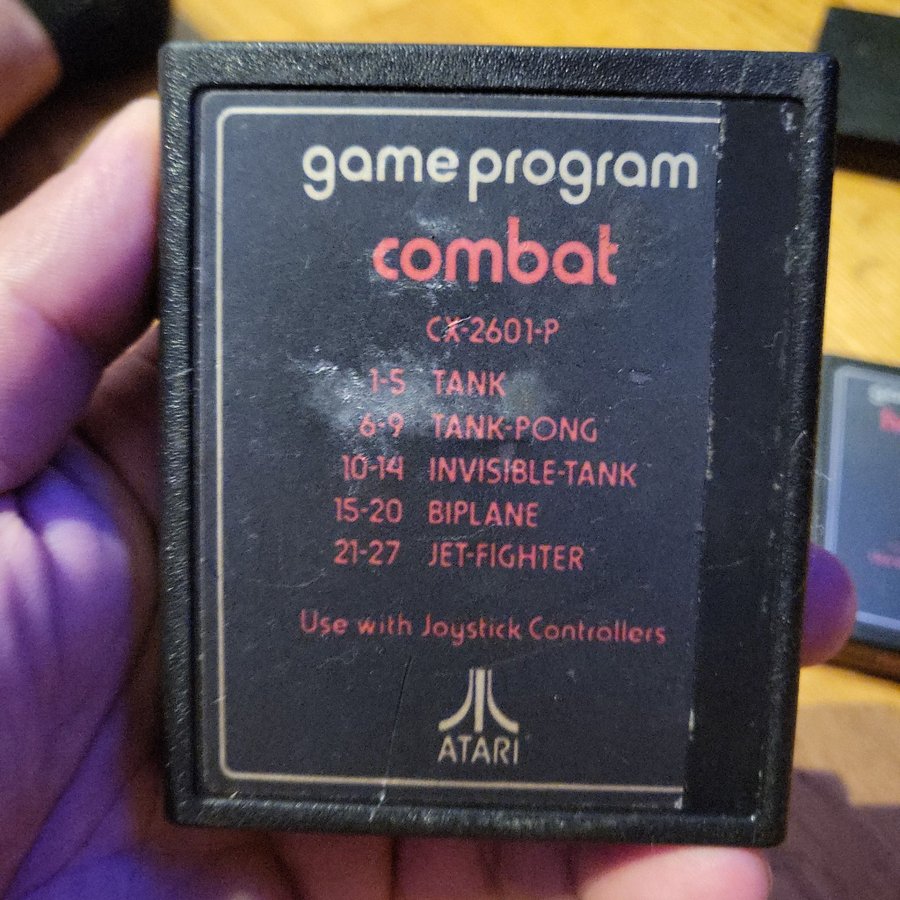 game program
combat
CX-2601-P
1-5 TANK
6-9 TANK-PONG
10-14 INVISIBLE-TANK
15-20 BIPLANE
21-27 JET-FIGHTER
Use with Joystick Controllers
ATARI